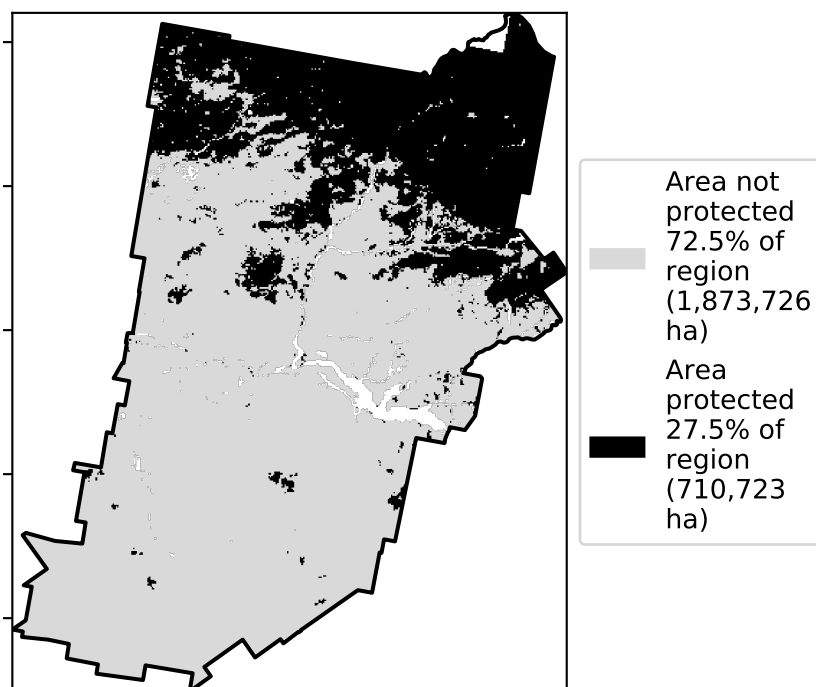 Area not
protected
72.5% of
region
(1,873,726
ha)
Area
protected
27.5% of
region
(710,723
ha)